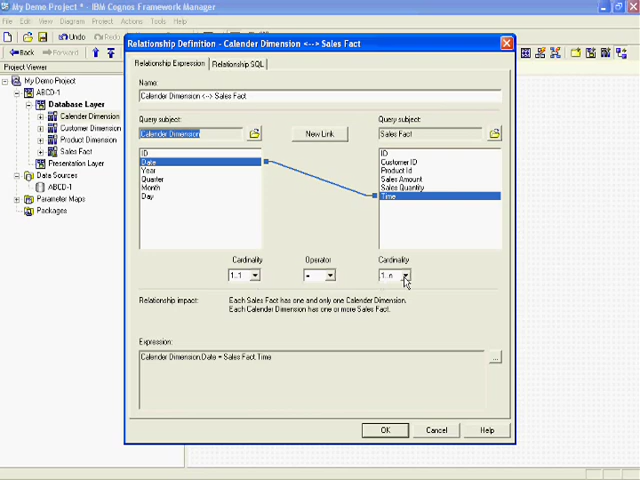 My Demo Project * - IBM Cognos Framework Manager
File Edit View Diagram Project Actions Tools Help
Undo
Back Forward
Project Viewer
My Demo Project
ABCD-1
Database Layer
Calender Dimension
Customer Dimension
Product Dimension
Sales Fact
Presentation Layer
Data Sources
ABCD-1
Parameter Maps
Packages
Relationship Definition - Calender Dimension <--> Sales Fact
Relationship Expression Relationship SQL
Name:
Calender Dimension <--> Sales Fact
Query subject: Query subject:
Calender Dimension New Link Sales Fact
ID
Date
Year
Quarter
Month
Day
ID
Customer ID
Product Id
Sales Amount
Sales Quantity
Time
Cardinality Operator Cardinality
1..1 = 1..n
Relationship impact: Each Sales Fact has one and only one Calender Dimension.
Each Calender Dimension has one or more Sales Fact.
Expression:
Calender Dimension.Date = Sales Fact.Time
...
OK Cancel Help